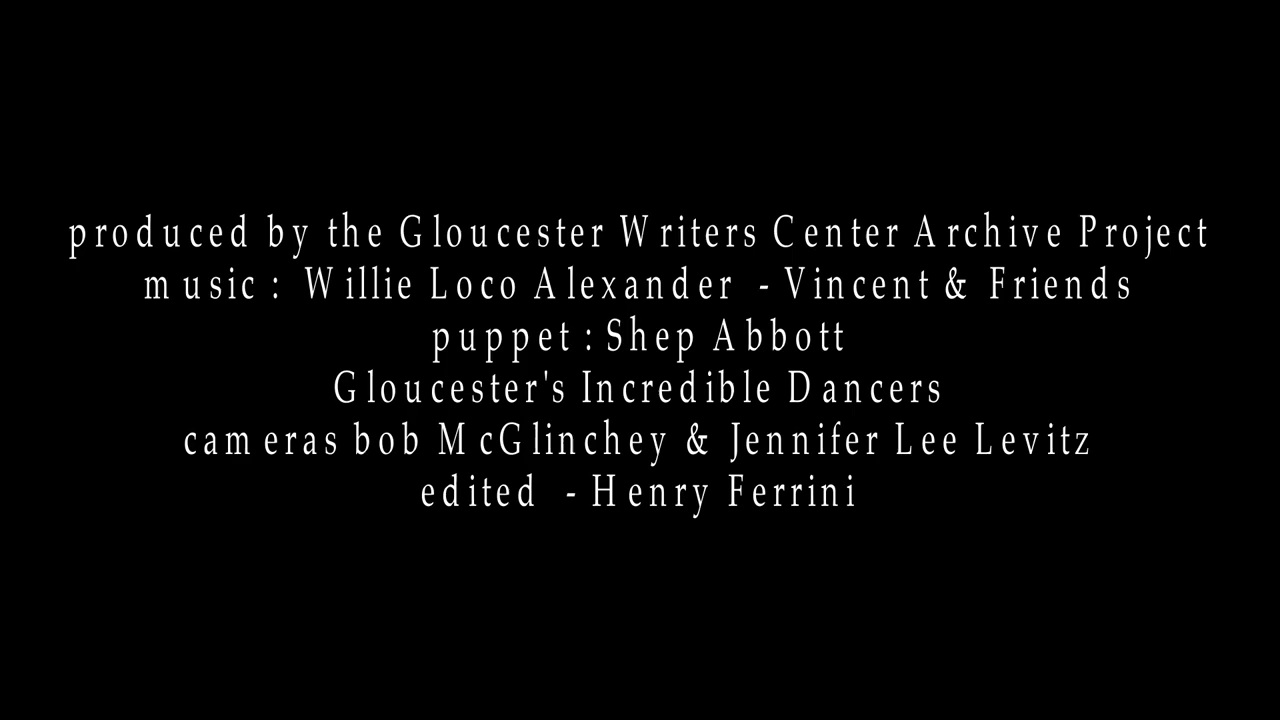 produced by the Gloucester Writers Center Archive Project
music : Willie Loco Alexander - Vincent & Friends
puppet : Shep Abbott
Gloucester's Incredible Dancers
cameras bob McGlinchey & Jennifer Lee Levitz
edited - Henry Ferrini